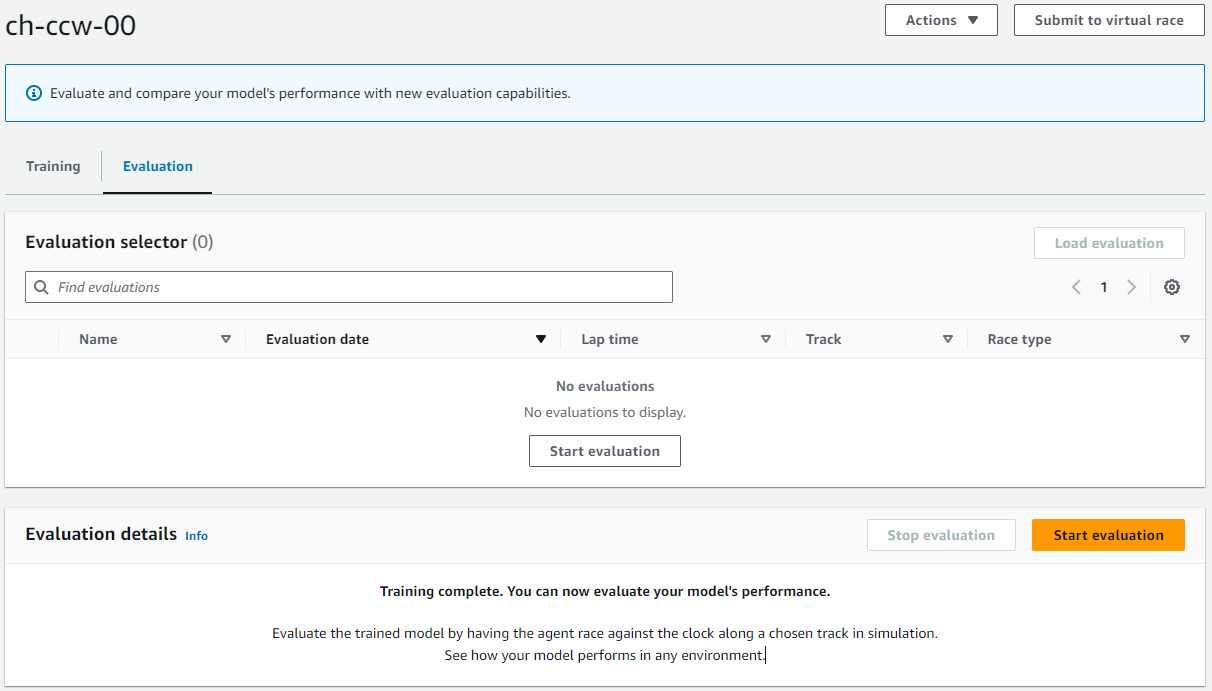 ch-ccw-00
Actions
Submit to virtual race
Evaluate and compare your model's performance with new evaluation capabilities.
Training
Evaluation
Evaluation selector (0)
Load evaluation
Find evaluations
1
Name
Evaluation date
Lap time
Track
Race type
No evaluations
No evaluations to display.
Start evaluation
Evaluation details Info
Stop evaluation
Start evaluation
Training complete. You can now evaluate your model's performance.
Evaluate the trained model by having the agent race against the clock along a chosen track in simulation.
See how your model performs in any environment.